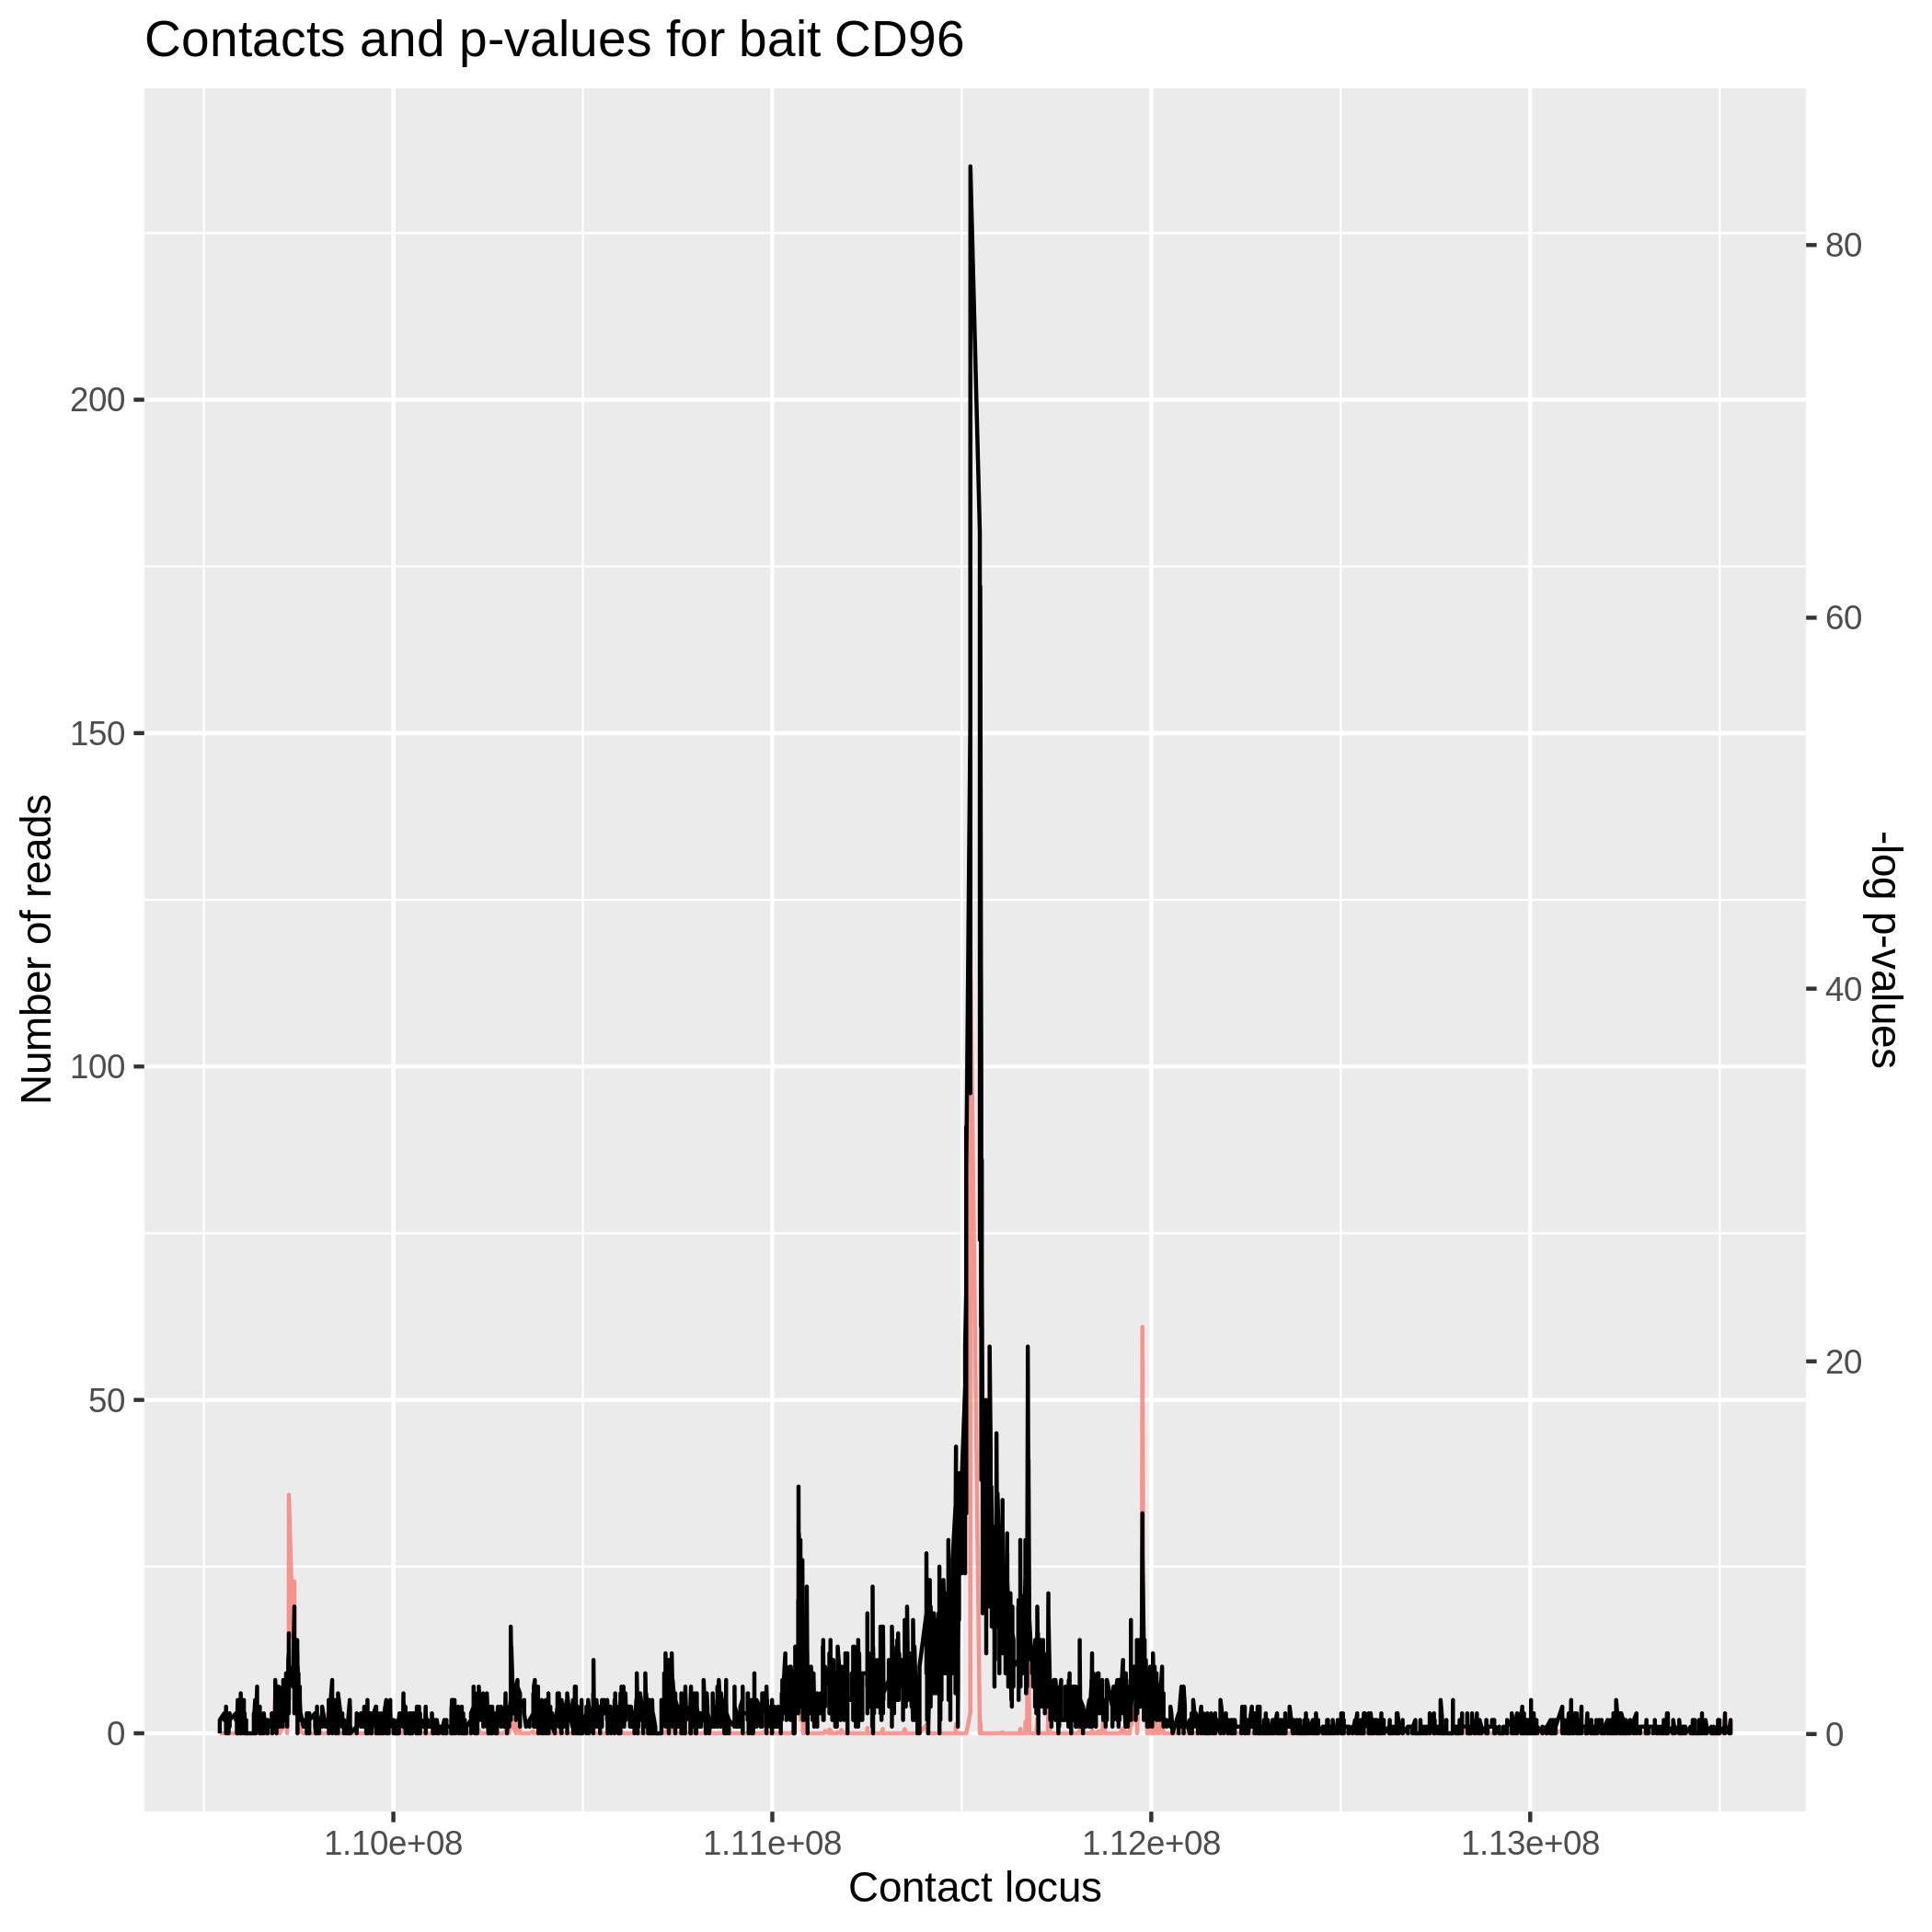 Contacts and p-values for bait CD96
Number of reads
200
150
100
50
0
80
60
40
20
0
-log p-values
1.10e+08 1.11e+08 1.12e+08 1.13e+08
Contact locus